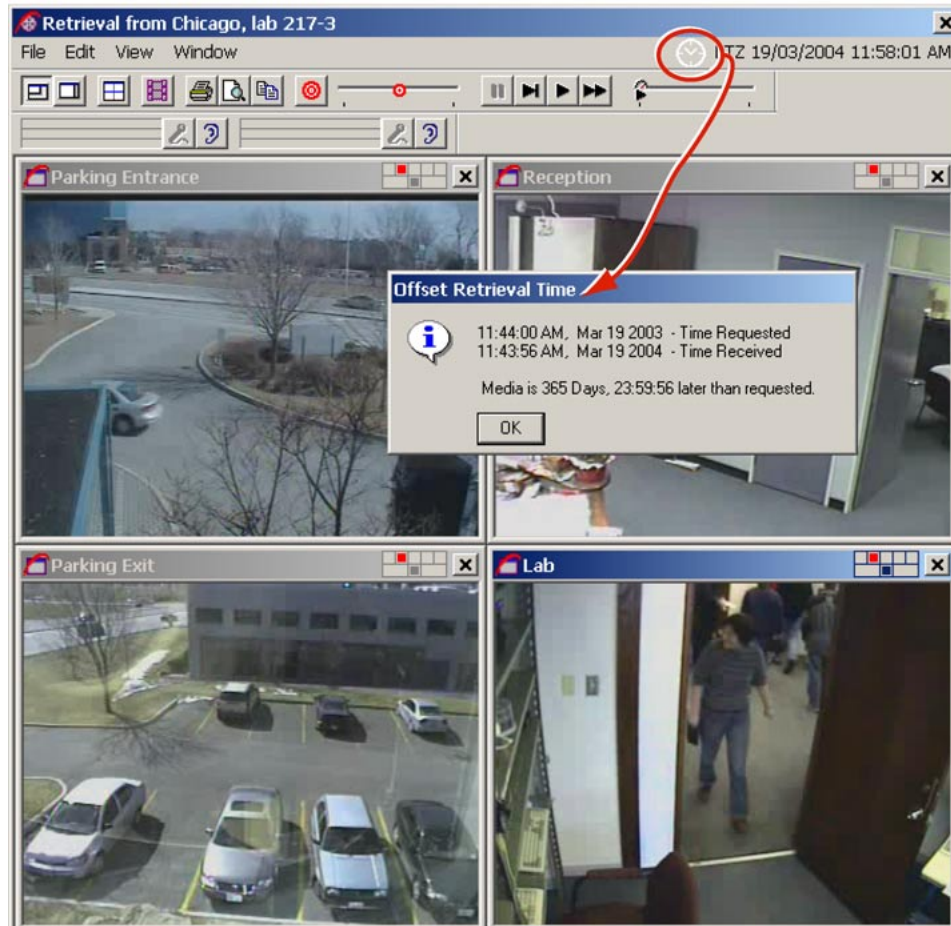 Retrieval from Chicago, lab 217-3
File Edit View Window
19/03/2004 11:58:01 AM
Parking Entrance
Reception
Offset Retrieval Time
11:44:00 AM, Mar 19 2003 - Time Requested
11:43:56 AM, Mar 19 2004 - Time Received
Media is 365 Days, 23:59:56 later than requested.
OK
Parking Exit
Lab